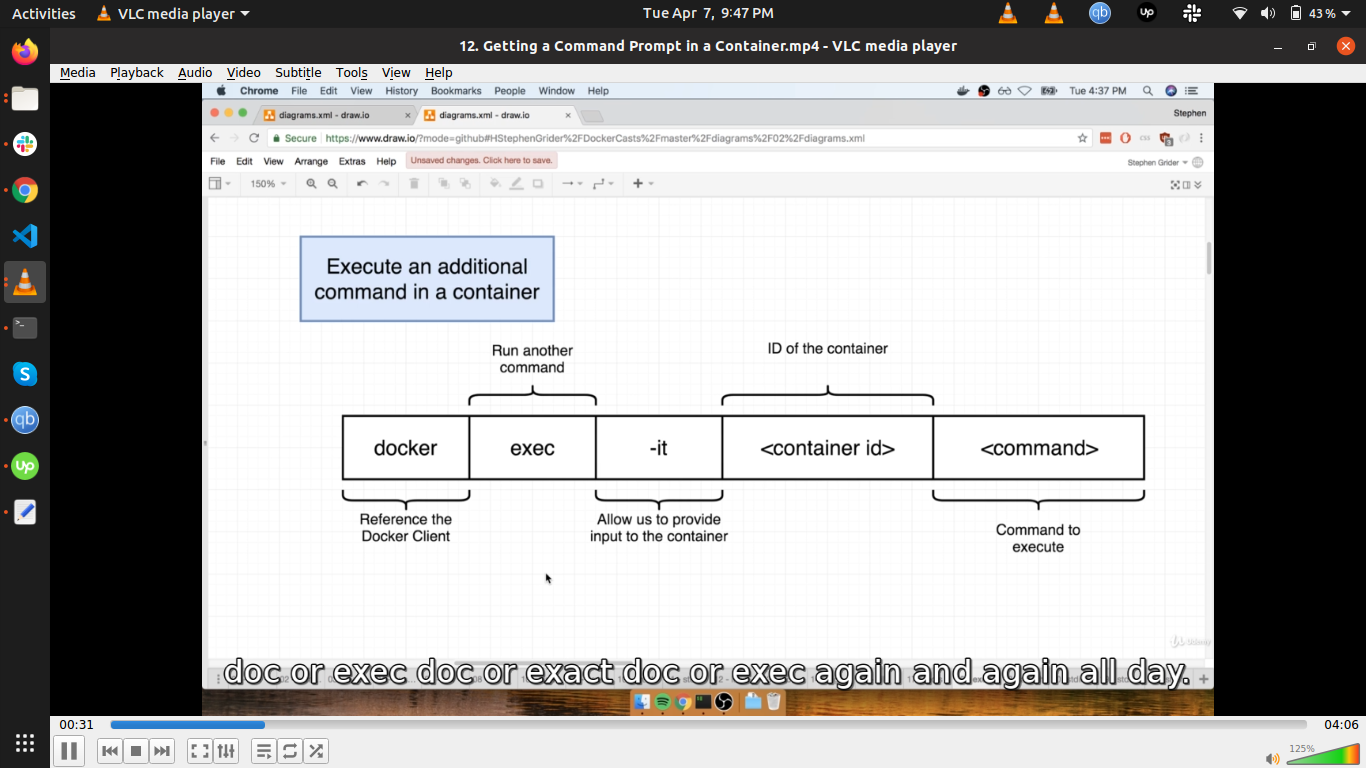 Activities
VLC media player
Tue Apr 7, 9:47 PM
43 %
12. Getting a Command Prompt in a Container.mp4 - VLC media player
Media Playback Audio Video Subtitle Tools View Help
Chrome File Edit View History Bookmarks People Window Help
Tue 4:37 PM
diagrams.xml - draw.io
diagrams.xml - draw.io
Stephen
Secure https://www.draw.io/?mode=github#HStephenGrider%2FDockerCasts%2Fmaster%2Fdiagrams%2F02%2Fdiagrams.xml
File Edit View Arrange Extras Help Unsaved changes. Click here to save.
Stephen Grider
150%
Execute an additional
command in a container
Run another
command
ID of the container
docker exec -it <container id> <command>
Reference the
Docker Client
Allow us to provide
input to the container
Command to
execute
doc or exec doc or exact doc or exec again and again all day.
00:31
04:06
125%
qb
up
qb
up